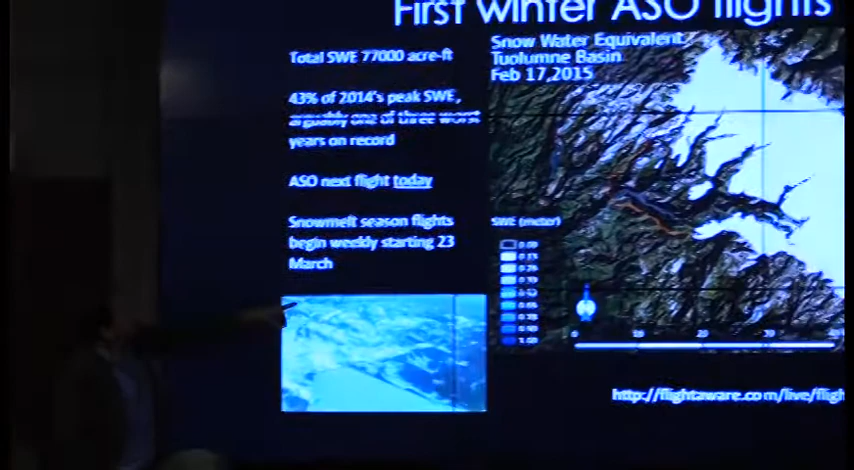 First winter ASO flights
Total SWE 77000 acre-ft
43% of 2014's peak SWE,
arguably one of three worst
years on record
ASO next flight today
Snowmelt season flights
begin weekly starting 23
March
Snow Water Equivalent
Tuolumne Basin
Feb 17,2015
SWE (meter)
0
10
20
30
http://flightaware.com/live/fligh